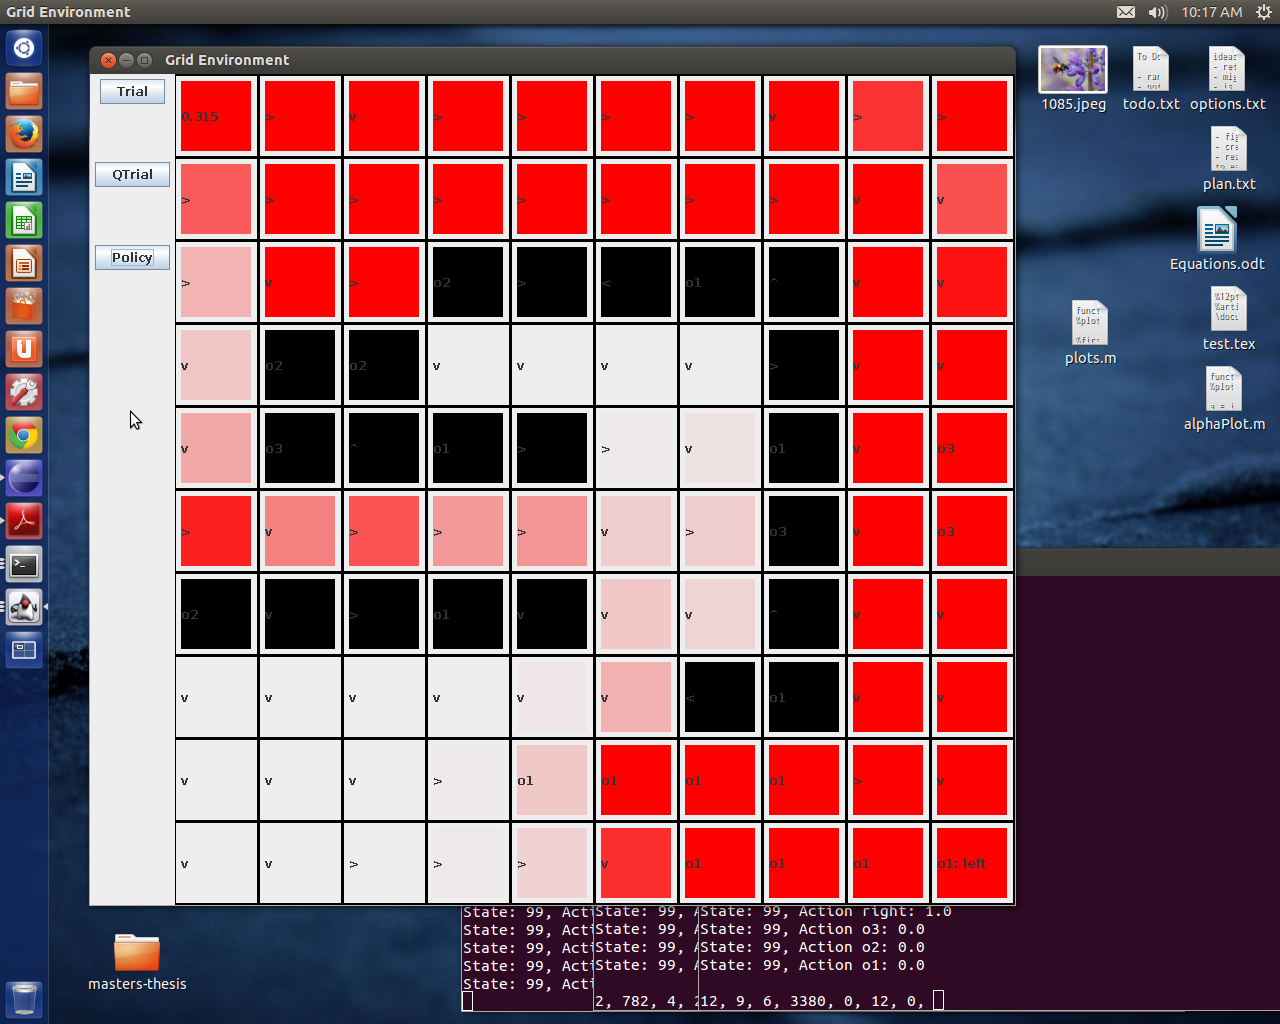 Grid Environment
10:17 AM
Grid Environment
Trial
QTrial
Policy
0.315 > v > > > > v > >
> > > > > > > > v v
> v > o2 > < o1 ^ v v
v o2 o2 v v v v > v v
v o3 ^ o1 > > v o1 v o3
> v > > > v > o3 v o3
o2 v > o1 v v v ^ v v
v v v v v v < o1 v v
v v v > o1 o1 o1 o1 > v
v v > > > v o1 o1 o1 o1: left
1085.jpeg
todo.txt
options.txt
plan.txt
Equations.odt
plots.m
test.tex
alphaPlot.m
masters-thesis
State: 99, Acti State: 99, State: 99, Action right: 1.0
State: 99, Acti State: 99, State: 99, Action o3: 0.0
State: 99, Acti State: 99, State: 99, Action o2: 0.0
State: 99, Acti State: 99, State: 99, Action o1: 0.0
State: 99, Acti
2, 782, 4, 12, 9, 6, 3380, 0, 12, 0,